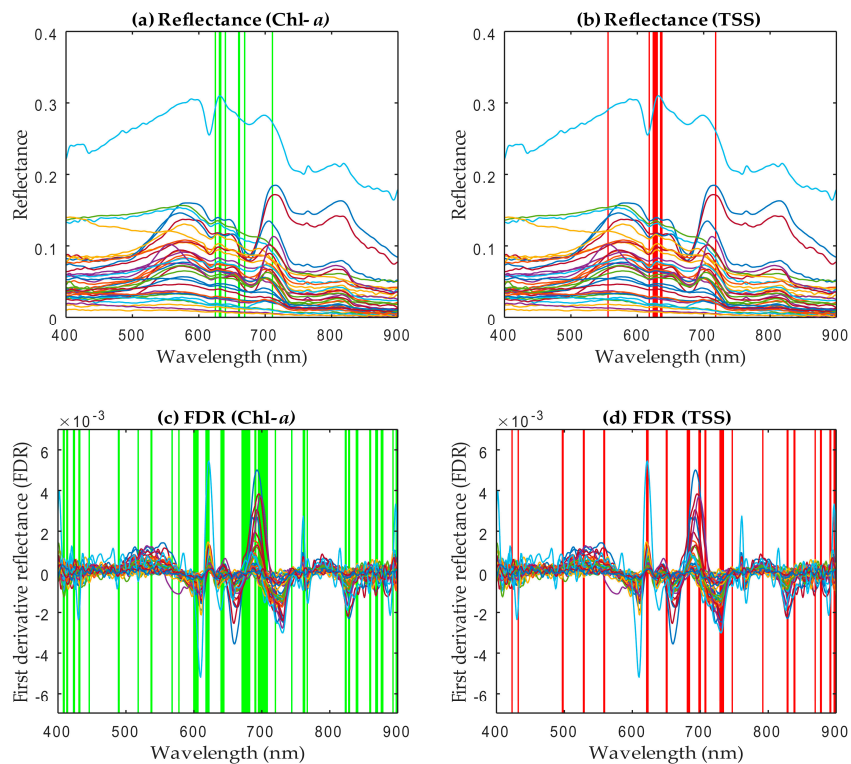 (a) Reflectance (Chl- a)
(b) Reflectance (TSS)
0.4
0.3
0.2
0.1
0
Reflectance
400 500 600 700 800 900
Wavelength (nm)
0.4
0.3
0.2
0.1
0
Reflectance
400 500 600 700 800 900
Wavelength (nm)
(c) FDR (Chl-a)
(d) FDR (TSS)
×10⁻³
6
4
2
0
-2
-4
-6
First derivative reflectance (FDR)
400 500 600 700 800 900
Wavelength (nm)
×10⁻³
6
4
2
0
-2
-4
-6
First derivative reflectance (FDR)
400 500 600 700 800 900
Wavelength (nm)